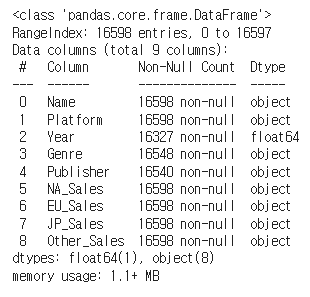 <class 'pandas.core.frame.DataFrame'>
RangeIndex: 16598 entries, 0 to 16597
Data columns (total 9 columns):
 #   Column       Non-Null Count  Dtype
---  ------       --------------  -----
 0   Name         16598 non-null  object
 1   Platform     16598 non-null  object
 2   Year         16327 non-null  float64
 3   Genre        16548 non-null  object
 4   Publisher    16540 non-null  object
 5   NA_Sales     16598 non-null  object
 6   EU_Sales     16598 non-null  object
 7   JP_Sales     16598 non-null  object
 8   Other_Sales  16598 non-null  object
dtypes: float64(1), object(8)
memory usage: 1.1+ MB